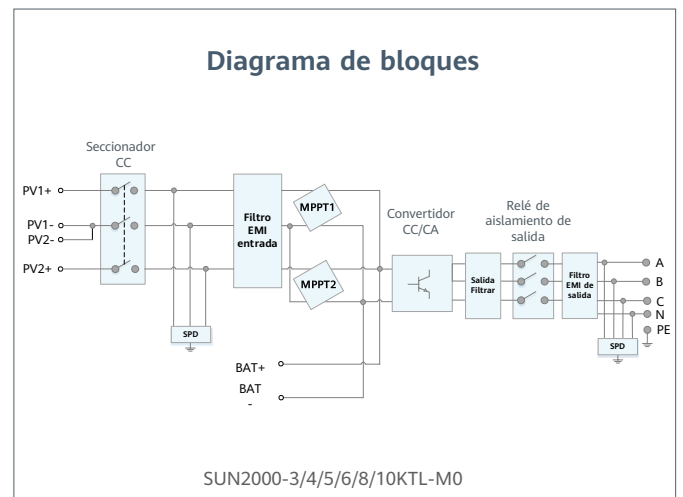 Diagrama de bloques
Seccionador
CC
PV1+
PV1-
PV2-
PV2+
SPD
Filtro
EMI
entrada
MPPT1
MPPT2
BAT+
BAT
-
Convertidor
CC/CA
Salida
Filtrar
Relé de
aislamiento de
salida
Filtro
EMI de
salida
A
B
C
N
PE
SPD
SUN2000-3/4/5/6/8/10KTL-M0